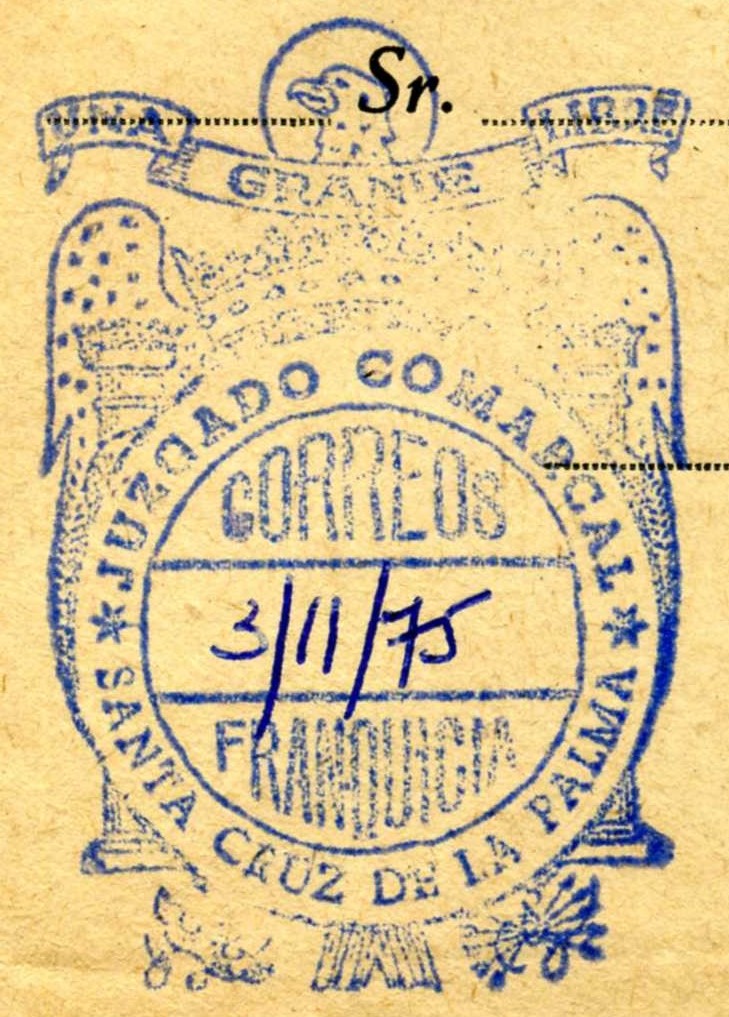 Sr.
UNA
GRANDE
LIBRE
JUZGADO COMARCAL
CORREOS
3/11/75
FRANQUICIA
SANTA CRUZ DE LA PALMA